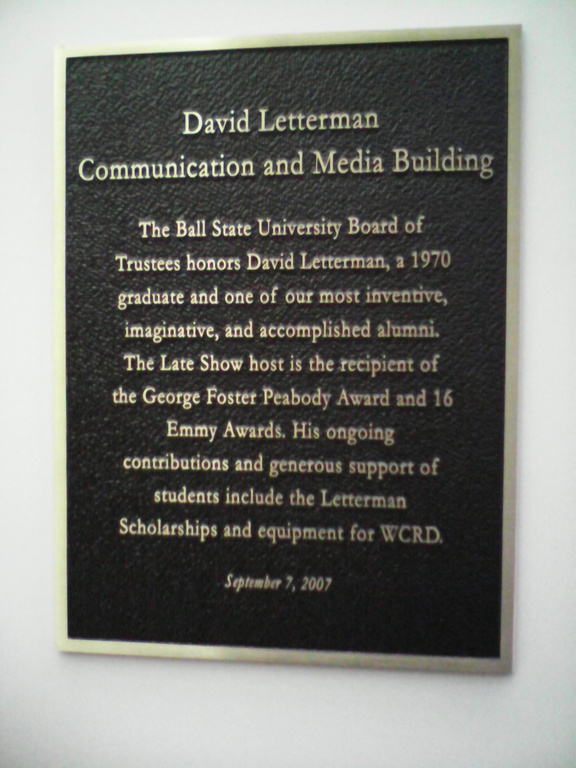 David Letterman
Communication and Media Building
The Ball State University Board of
Trustees honors David Letterman, a 1970
graduate and one of our most inventive,
imaginative, and accomplished alumni.
The Late Show host is the recipient of
the George Foster Peabody Award and 16
Emmy Awards. His ongoing
contributions and generous support of
students include the Letterman
Scholarships and equipment for WCRD.
September 7, 2007